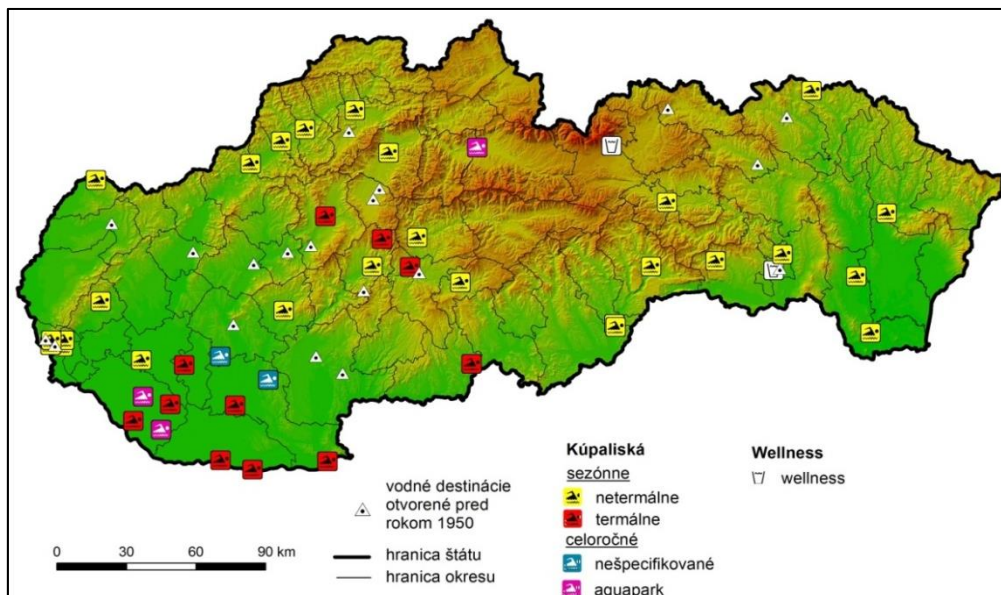 vodné destinácie
otvorené pred
rokom 1950
hranica štátu
hranica okresu
0 30 60 90 km
Kúpaliská
sezónne
netermálne
termálne
celoročné
nešpecifikované
aquapark
Wellness
wellness